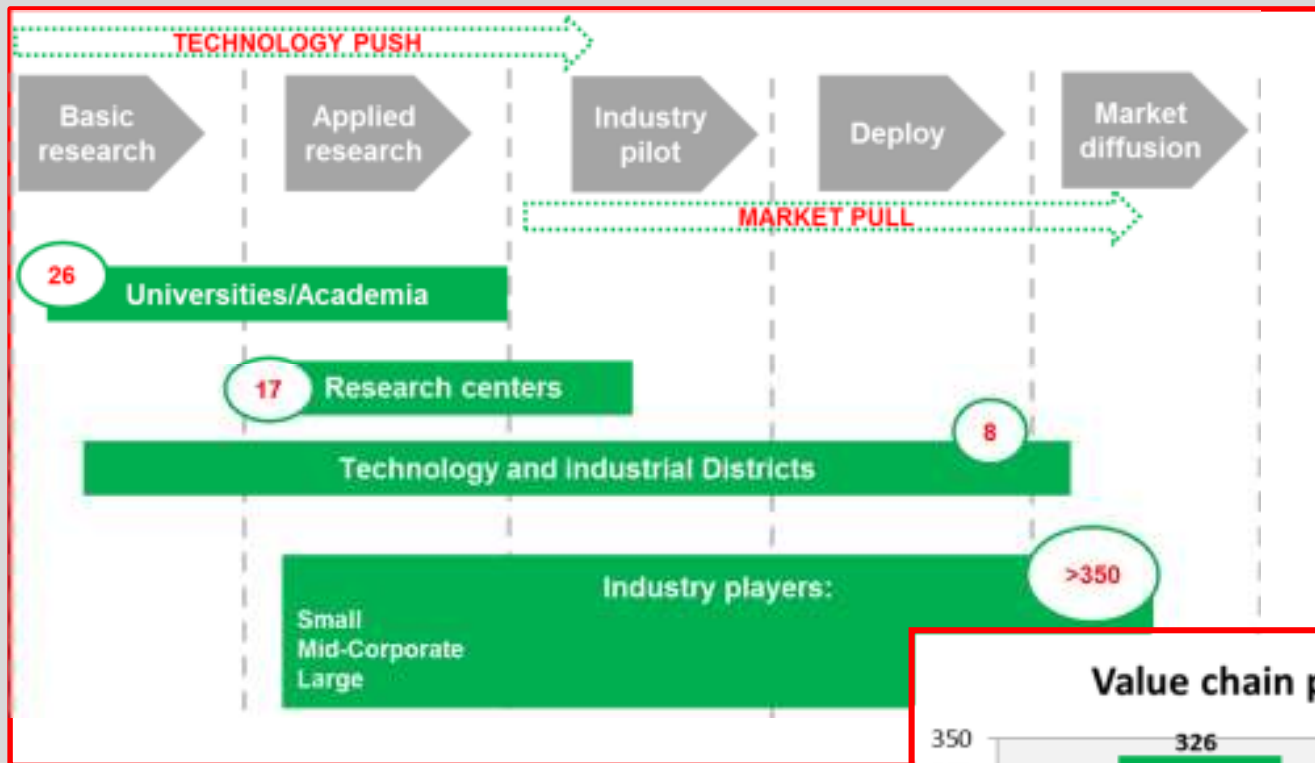 TECHNOLOGY PUSH
Basic
research
Applied
research
Industry
pilot
Deploy
Market
diffusion
MARKET PULL
26
Universities/Academia
17
Research centers
8
Technology and industrial Districts
>350
Industry players:
Small
Mid-Corporate
Large
Value chain p
350
326